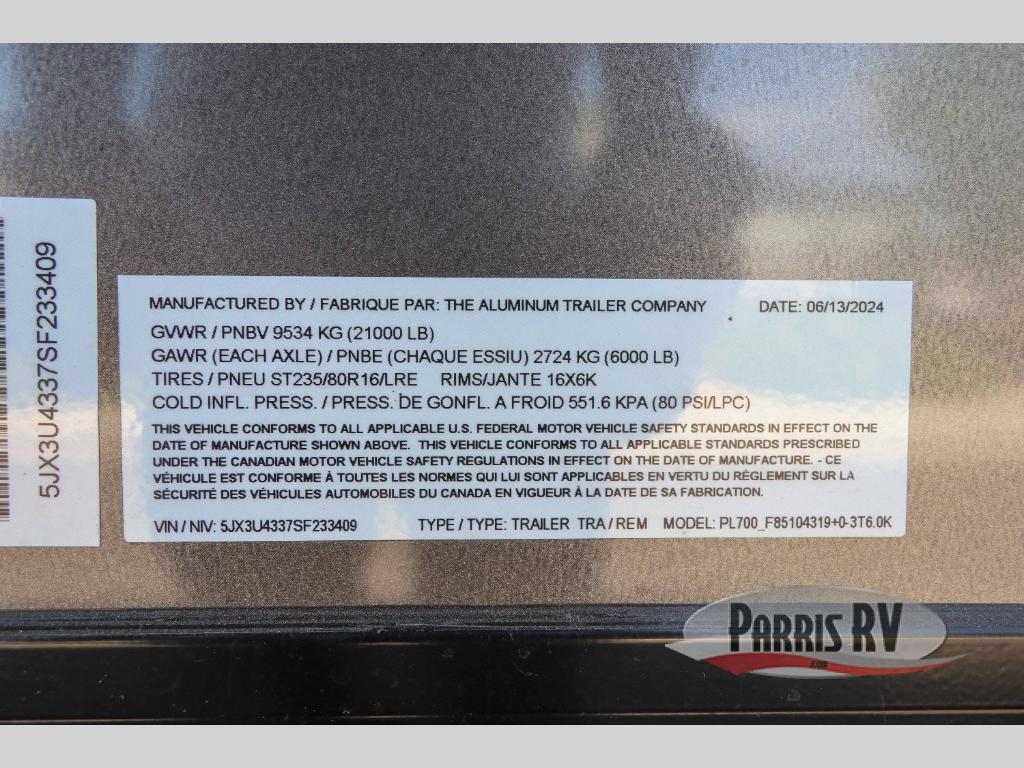 5JX3U4337SF233409
MANUFACTURED BY / FABRIQUE PAR: THE ALUMINUM TRAILER COMPANY DATE: 06/13/2024
GVWR / PNBV 9534 KG (21000 LB)
GAWR (EACH AXLE) / PNBE (CHAQUE ESSIU) 2724 KG (6000 LB)
TIRES / PNEU ST235/80R16/LRE RIMS/JANTE 16X6K
COLD INFL. PRESS. / PRESS. DE GONFL. A FROID 551.6 KPA (80 PSI/LPC)
THIS VEHICLE CONFORMS TO ALL APPLICABLE U.S. FEDERAL MOTOR VEHICLE SAFETY STANDARDS IN EFFECT ON THE
DATE OF MANUFACTURE SHOWN ABOVE. THIS VEHICLE CONFORMS TO ALL APPLICABLE STANDARDS PRESCRIBED
UNDER THE CANADIAN MOTOR VEHICLE SAFETY REGULATIONS IN EFFECT ON THE DATE OF MANUFACTURE. - CE
VÉHICULE EST CONFORME À TOUTES LES NORMES QUI LUI SONT APPLICABLES EN VERTU DU RÉGLEMENT SUR LA
SÉCURITÉ DES VÉHICULES AUTOMOBILES DU CANADA EN VIGUEUR À LA DATE DE SA FABRICATION.
VIN / NIV: 5JX3U4337SF233409 TYPE / TYPE: TRAILER TRA / REM MODEL: PL700_F85104319+0-3T6.0K
PARRIS RV
.com